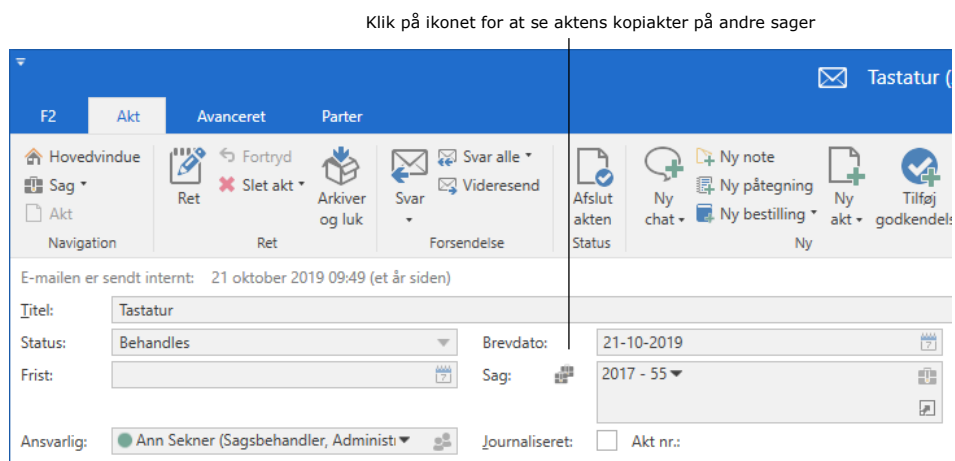 Klik på ikonet for at se aktens kopiakter på andre sager
Tastatur (
F2 Akt Avanceret Parter
Hovedvindue Fortryd Svar alle Ny note
Sag Slet akt Videresend Ny påtegning
Akt Ret Arkiver og luk Svar Afslut akten Ny chat Ny bestilling Ny akt Tilføj godkendels
Navigation Ret Forsendelse Status Ny
E-mailen er sendt internt: 21 oktober 2019 09:49 (et år siden)
Titel: Tastatur
Status: Behandles Brevdato: 21-10-2019
Frist: Sag: 2017 - 55
Ansvarlig: Ann Sekner (Sagsbehandler, Administ Journaliseret: Akt nr.: